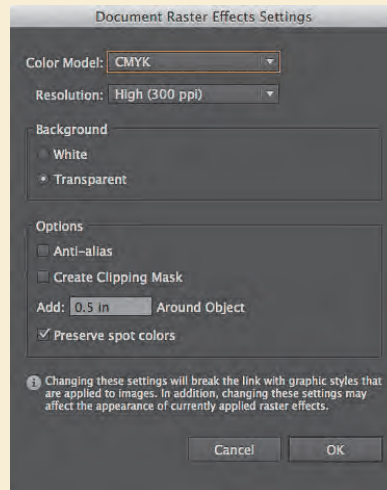 Document Raster Effects Settings
Color Model: CMYK
Resolution: High (300 ppi)
Background
White
Transparent
Options
Anti-alias
Create Clipping Mask
Add: 0.5 in Around Object
Preserve spot colors
Changing these settings will break the link with graphic styles that
are applied to images. In addition, changing these settings may
affect the appearance of currently applied raster effects.
Cancel OK